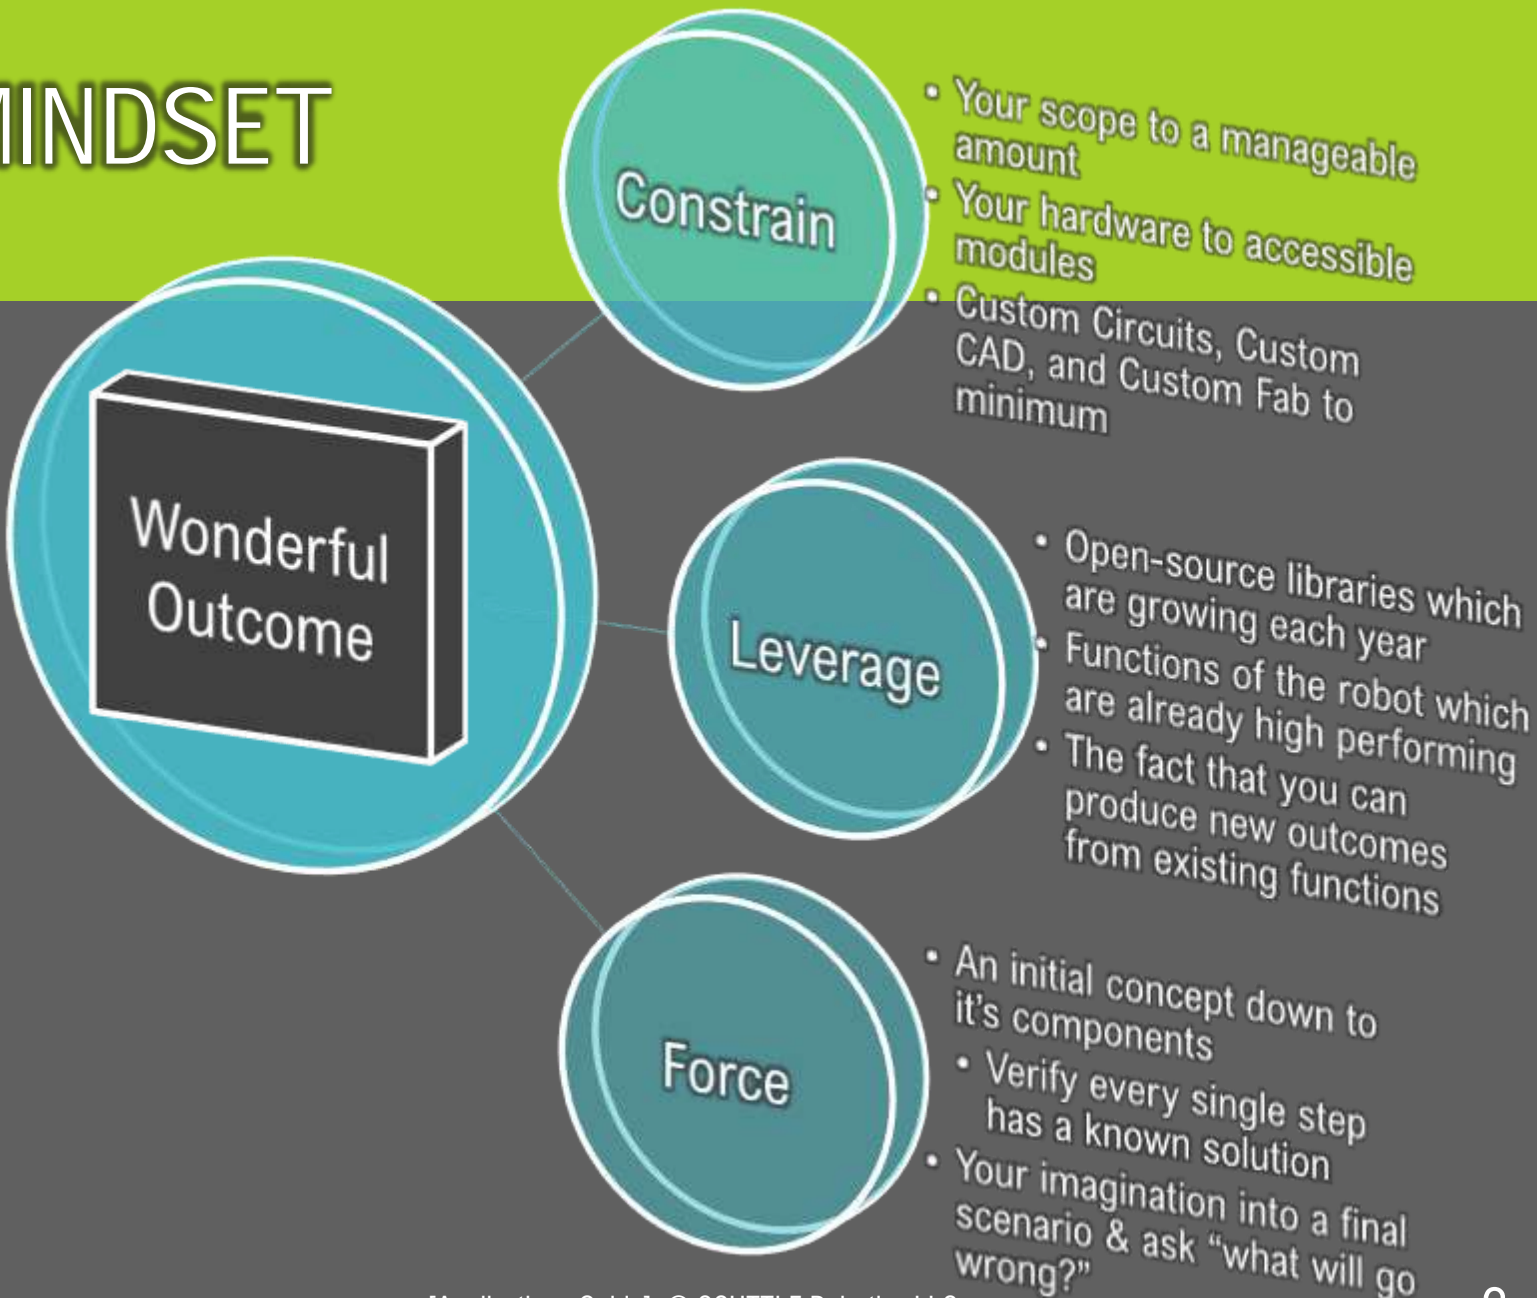 MINDSET
Constrain
• Your scope to a manageable
amount
• Your hardware to accessible
modules
• Custom Circuits, Custom
CAD, and Custom Fab to
minimum
Wonderful
Outcome
Leverage
• Open-source libraries which
are growing each year
• Functions of the robot which
are already high performing
• The fact that you can
produce new outcomes
from existing functions
Force
• An initial concept down to
it's components
• Verify every single step
has a known solution
• Your imagination into a final
scenario & ask “what will go
wrong?”